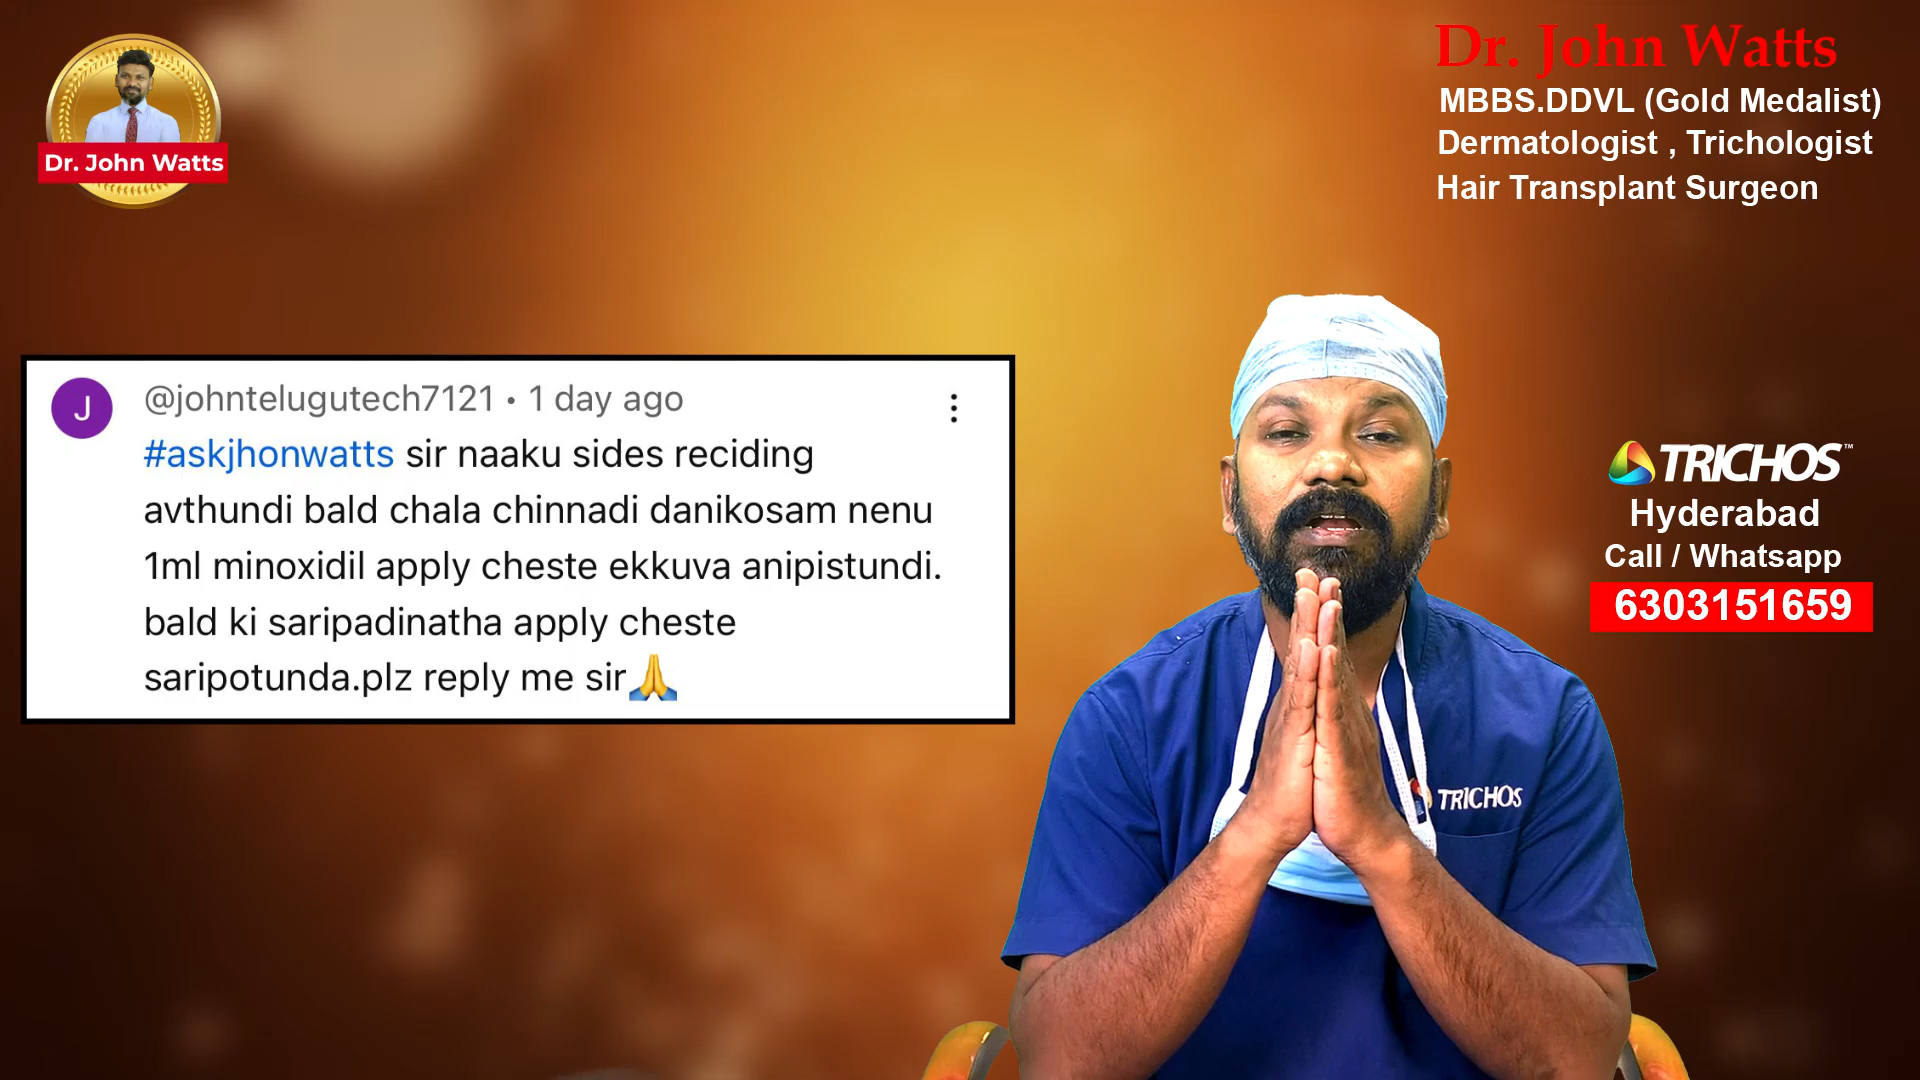 Dr. John Watts
Dr. John Watts
MBBS.DDVL (Gold Medalist)
Dermatologist , Trichologist
Hair Transplant Surgeon
J
@johntelugutech7121 • 1 day ago
#askjhonwatts sir naaku sides reciding
avthundi bald chala chinnadi danikosam nenu
1ml minoxidil apply cheste ekkuva anipistundi.
bald ki saripadinatha apply cheste
saripotunda.plz reply me sir🙏
TRICHOS™
Hyderabad
Call / Whatsapp
6303151659
TRICHOS